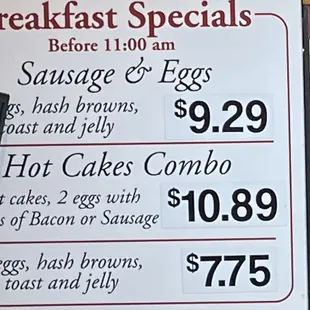 reakfast Specials
Before 11:00 am
Sausage & Eggs
gs, hash browns,
toast and jelly
$9.29
Hot Cakes Combo
t cakes, 2 eggs with
s of Bacon or Sausage
$10.89
eggs, hash browns,
toast and jelly
$7.75